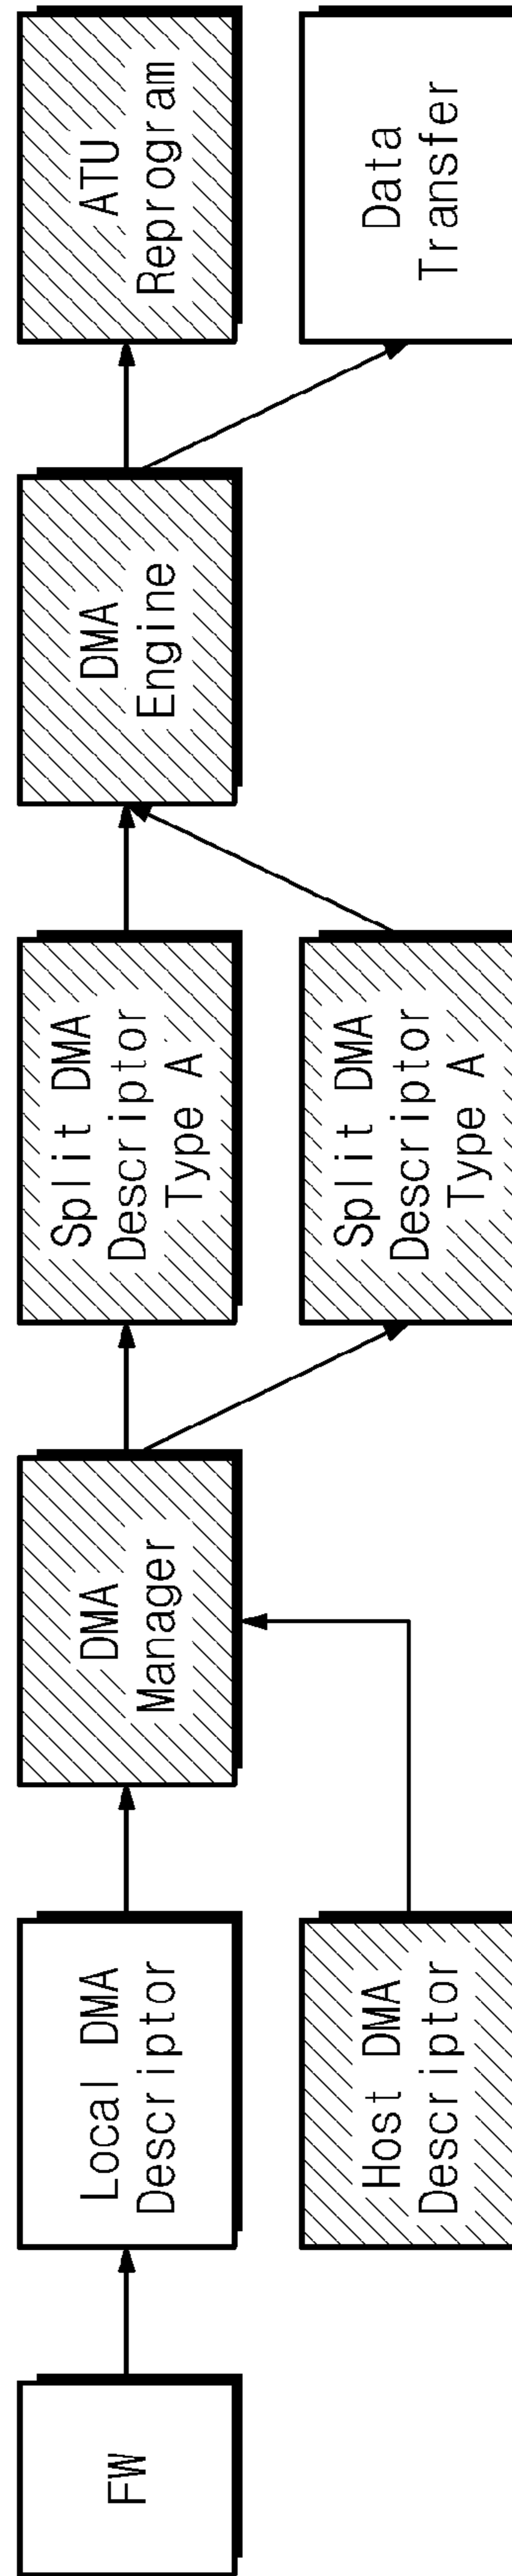 FW
Local DMA
Descriptor
Host DMA
Descriptor
DMA
Manager
Split DMA
Descriptor
Type A
Split DMA
Descriptor
Type A
DMA
Engine
ATU
Reprogram
Data
Transfer